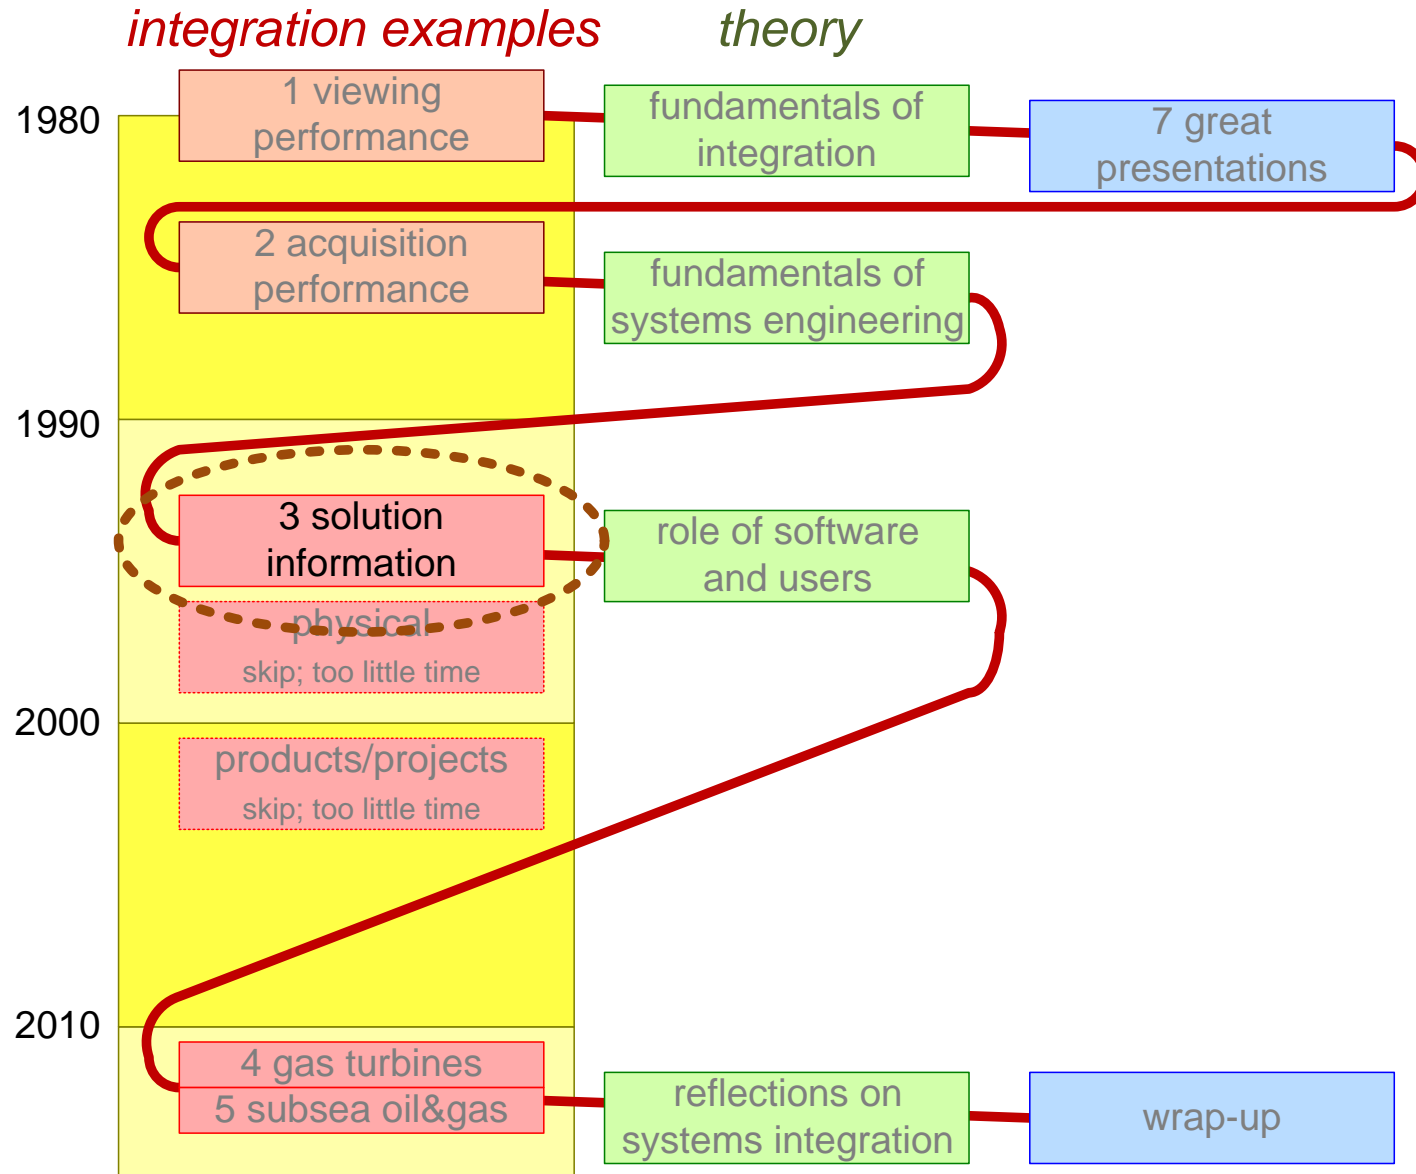 integration examples
theory
1980
1 viewing
performance
fundamentals of
integration
7 great
presentations
2 acquisition
performance
fundamentals of
systems engineering
1990
3 solution
information
role of software
and users
physical
skip; too little time
2000
products/projects
skip; too little time
2010
4 gas turbines
5 subsea oil&gas
reflections on
systems integration
wrap-up